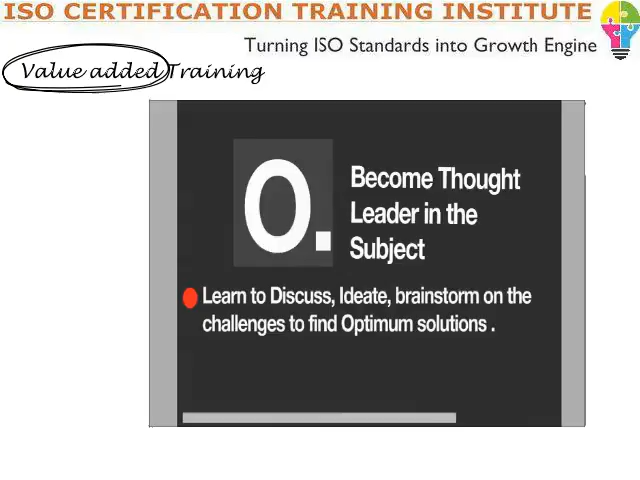 ISO CERTIFICATION TRAINING INSTITUTE
Turning ISO Standards into Growth Engine
Value added Training
O.
Become Thought
Leader in the
Subject
Learn to Discuss, Ideate, brainstorm on the
challenges to find Optimum solutions .